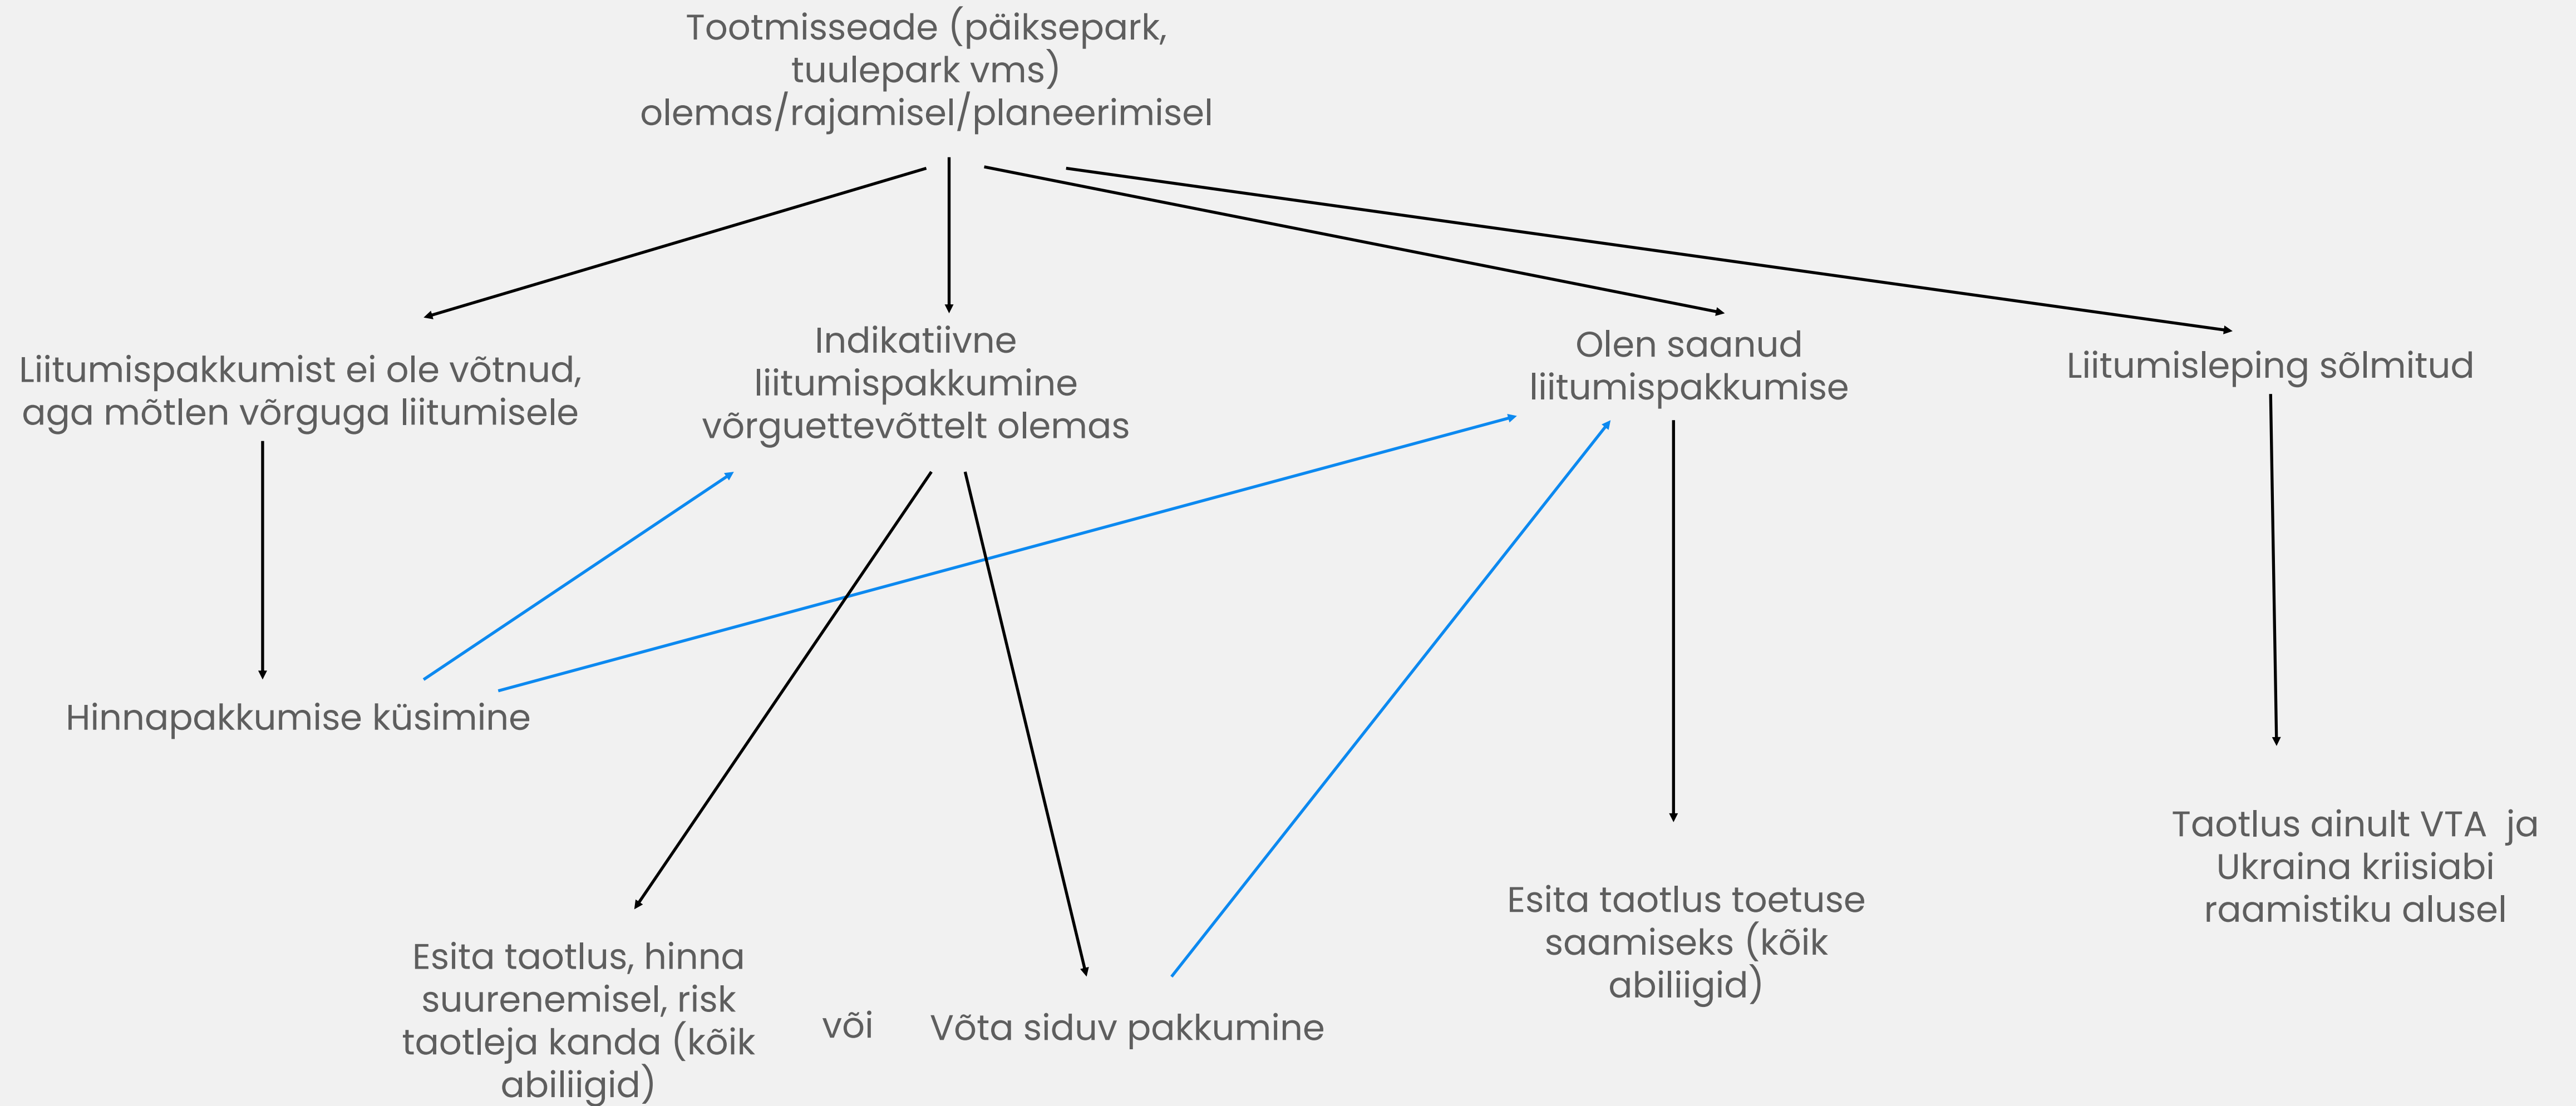 Tootmisseade (päiksepark,
tuulepark vms)
olemas/rajamisel/planeerimisel
Liitumispakkumist ei ole võtnud,
aga mõtlen võrguga liitumisele
Indikatiivne
liitumispakkumine
võrguettevõttelt olemas
Olen saanud
liitumispakkumise
Liitumisleping sõlmitud
Hinnapakkumise küsimine
Esita taotlus, hinna
suurenemisel, risk
taotleja kanda (kõik
abiliigid)
või
Võta siduv pakkumine
Esita taotlus toetuse
saamiseks (kõik
abiliigid)
Taotlus ainult VTA  ja
Ukraina kriisiabi
raamistiku alusel